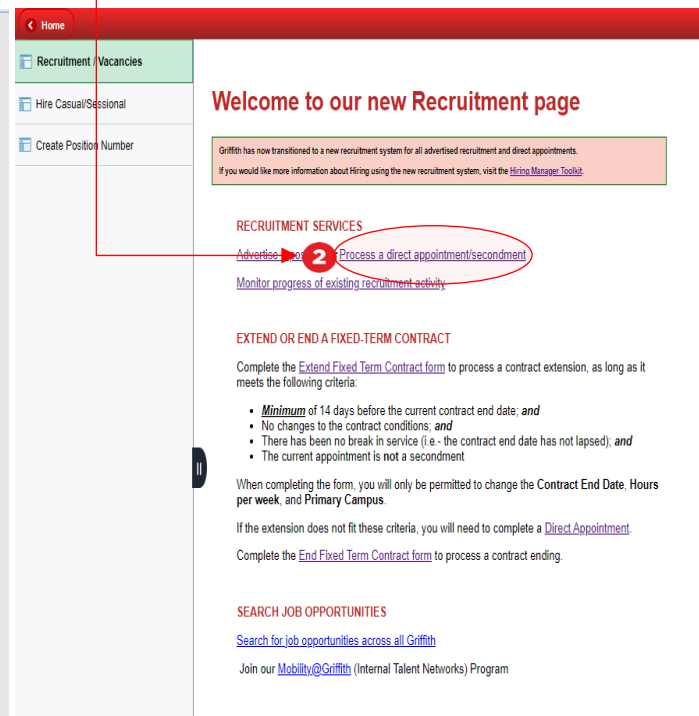 Home
Recruitment / Vacancies
Hire Casual/Sessional
Create Position Number
Welcome to our new Recruitment page
Griffith has now transitioned to a new recruitment system for all advertised recruitment and direct appointments.
If you would like more information about Hiring using the new recruitment system, visit the Hiring Manager Toolkit.
RECRUITMENT SERVICES
Advertise 2 Process a direct appointment/secondment
Monitor progress of existing recruitment activity
EXTEND OR END A FIXED-TERM CONTRACT
Complete the Extend Fixed Term Contract form to process a contract extension, as long as it
meets the following criteria:
• Minimum of 14 days before the current contract end date; and
• No changes to the contract conditions; and
• There has been no break in service (i.e.- the contract end date has not lapsed); and
• The current appointment is not a secondment
When completing the form, you will only be permitted to change the Contract End Date, Hours
per week, and Primary Campus.
If the extension does not fit these criteria, you will need to complete a Direct Appointment.
Complete the End Fixed Term Contract form to process a contract ending.
SEARCH JOB OPPORTUNITIES
Search for job opportunities across all Griffith
Join our Mobility@Griffith (Internal Talent Networks) Program